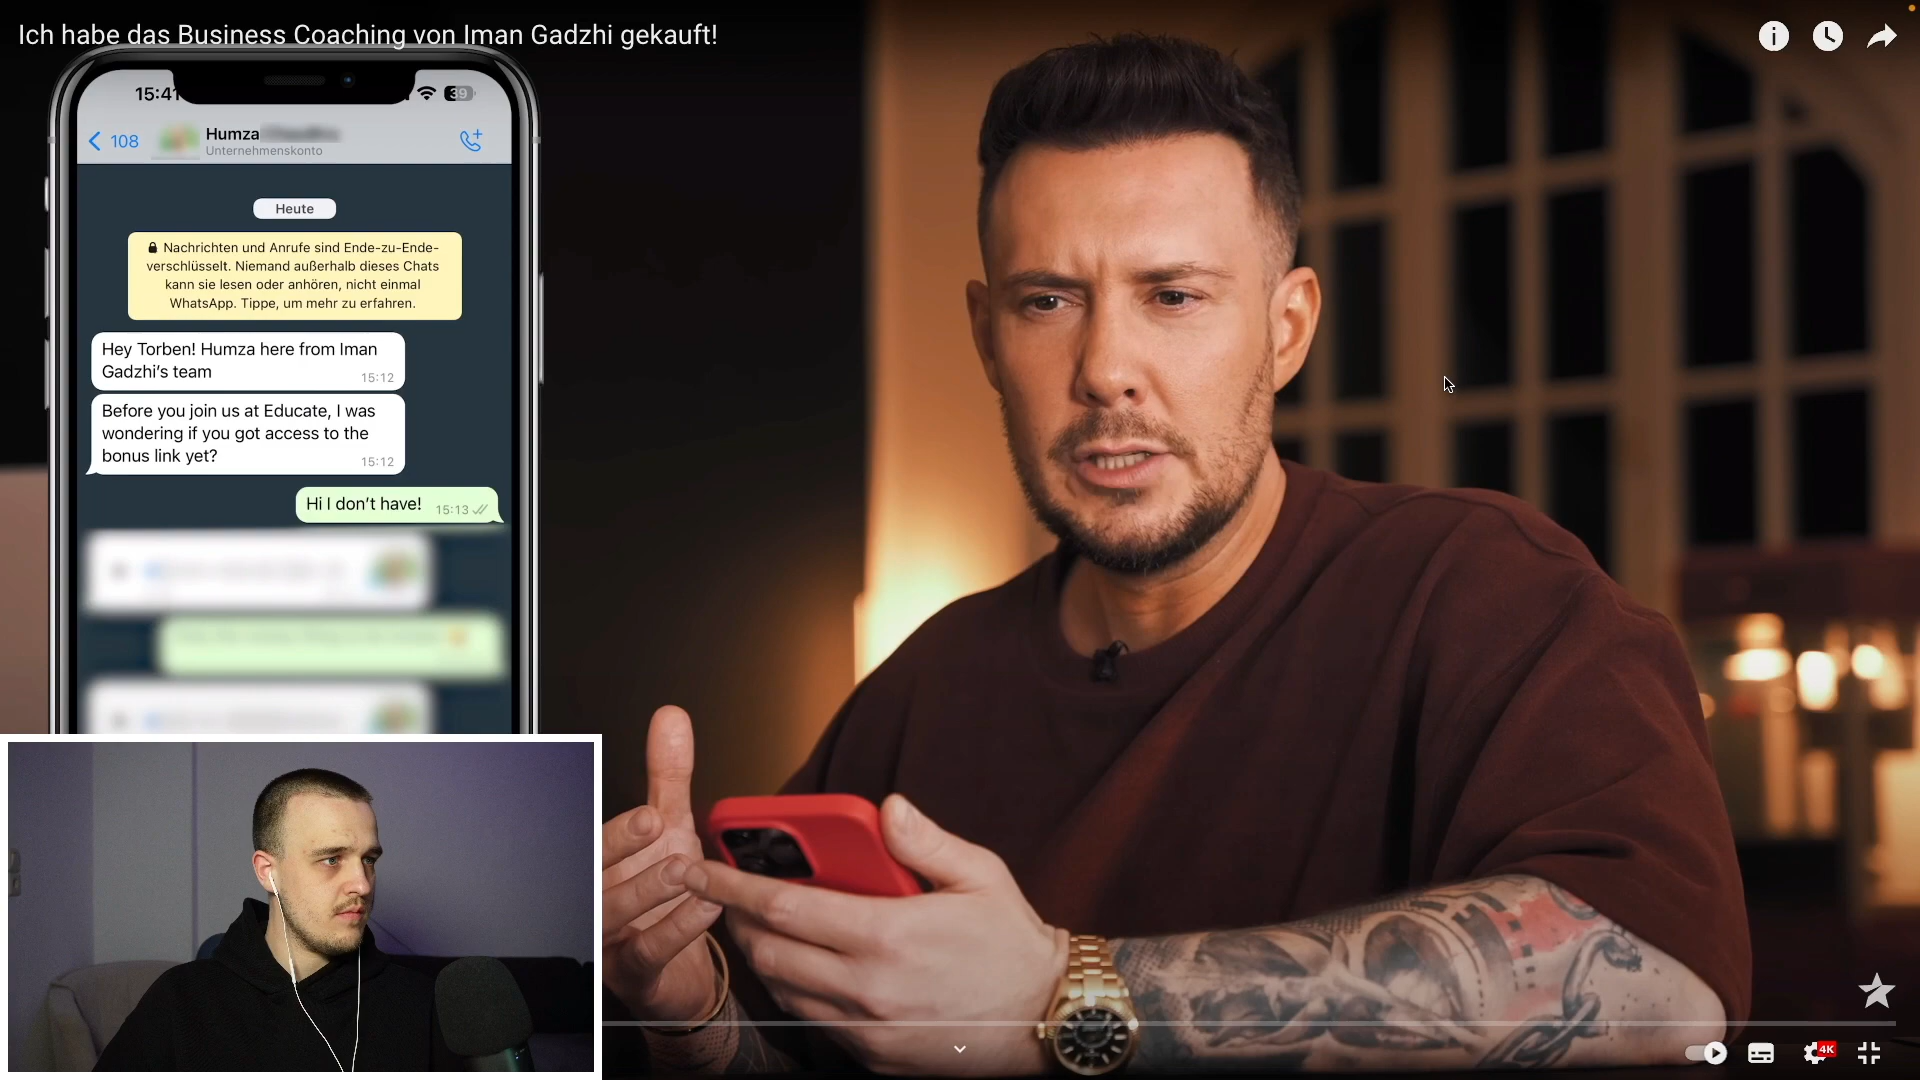 Ich habe das Business Coaching von Iman Gadzhi gekauft!
15:41
39
108
Humza
Unternehmenskonto
Heute
Nachrichten und Anrufe sind Ende-zu-Ende-
verschlüsselt. Niemand außerhalb dieses Chats
kann sie lesen oder anhören, nicht einmal
WhatsApp. Tippe, um mehr zu erfahren.
Hey Torben! Humza here from Iman
Gadzhi’s team
15:12
Before you join us at Educate, I was
wondering if you got access to the
bonus link yet?
15:12
Hi I don’t have!
15:13
4K